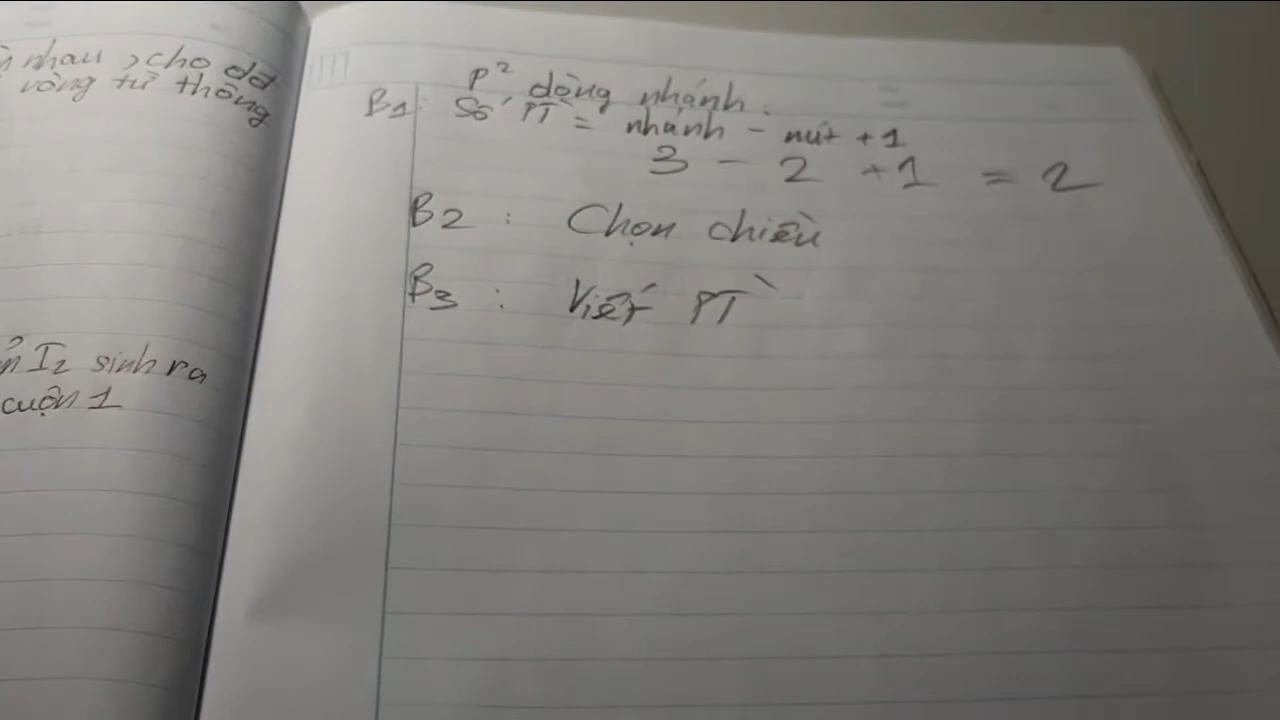 nhau, cho dđ
vòng từ thông
I2 sinh ra
cuộn 1
P² dòng nhánh.
B1: Số PT = nhánh - nút + 1
3 - 2 + 1 = 2
B2 : Chọn chiều
B3 : Viết PT